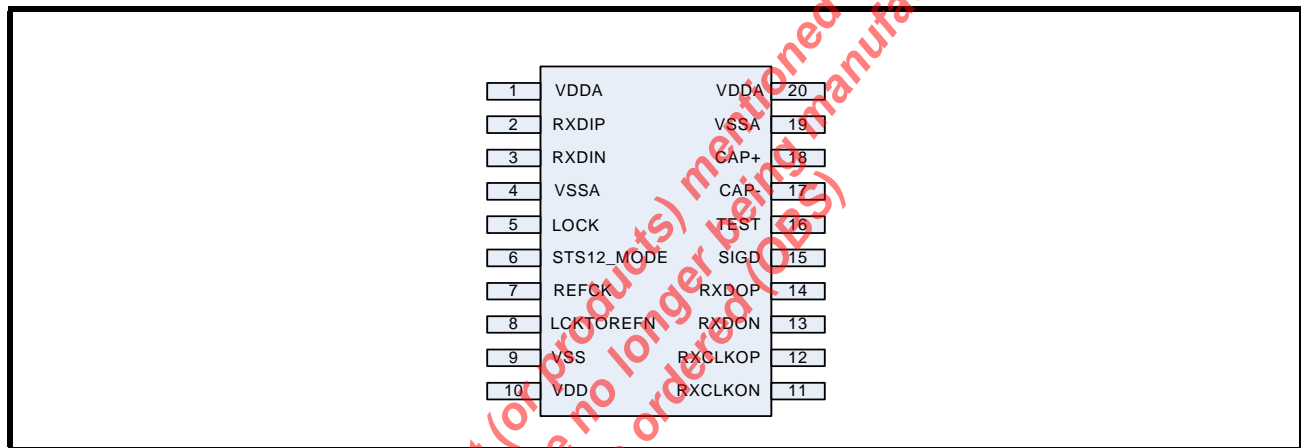 1 VDDA VDDA 20
2 RXDIP VSSA 19
3 RXDIN CAP+ 18
4 VSSA CAP- 17
5 LOCK TEST 16
6 STS12_MODE SIGD 15
7 REFCK RXDOP 14
8 LCKTOREFN RXDON 13
9 VSS RXCLKOP 12
10 VDD RXCLKON 11
(or products) mentioned
no longer being
ordered (OBS)